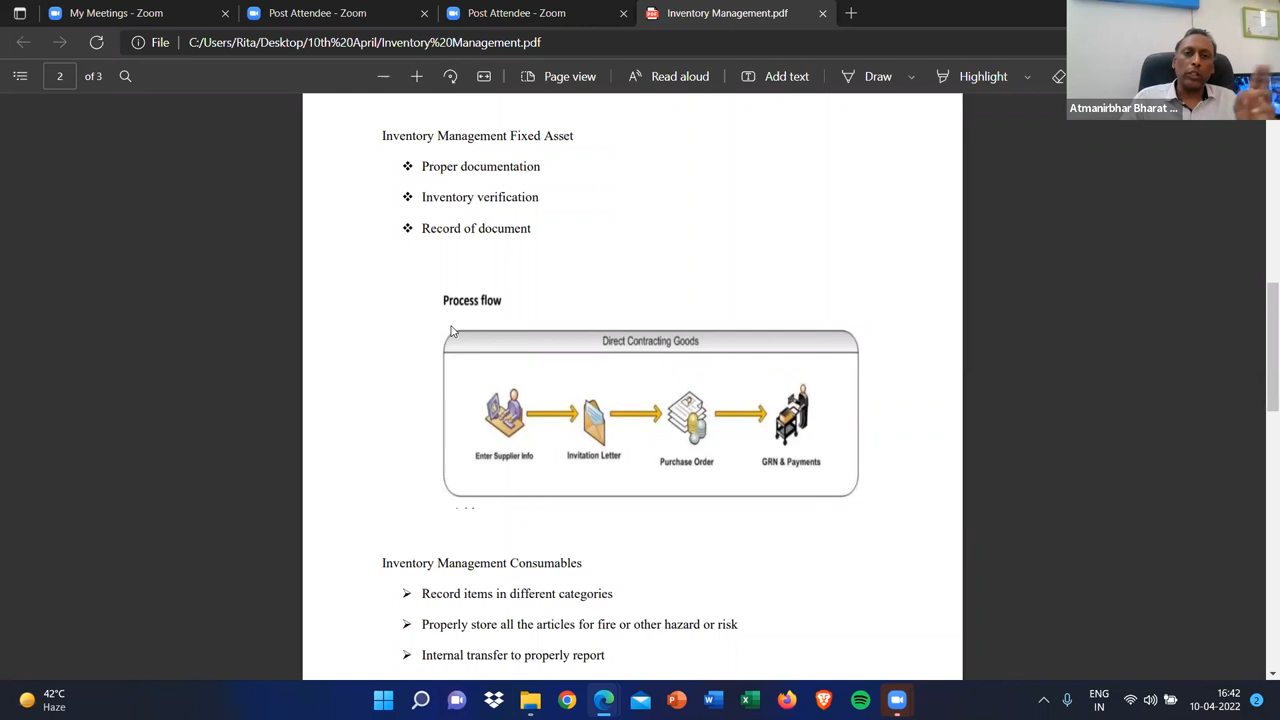 My Meetings - Zoom
Post Attendee - Zoom
Post Attendee - Zoom
Inventory Management.pdf
File
C:/Users/Rita/Desktop/10th%20April/Inventory%20Management.pdf
2 of 3
Page view
Read aloud
Add text
Draw
Highlight
Atmanirbhar Bharat ...
Inventory Management Fixed Asset
Proper documentation
Inventory verification
Record of document
Process flow
Direct Contracting Goods
Enter Supplier Info
Invitation Letter
Purchase Order
GRN & Payments
Inventory Management Consumables
Record items in different categories
Properly store all the articles for fire or other hazard or risk
Internal transfer to properly report
42°C
Haze
ENG
IN
16:42
10-04-2022
2